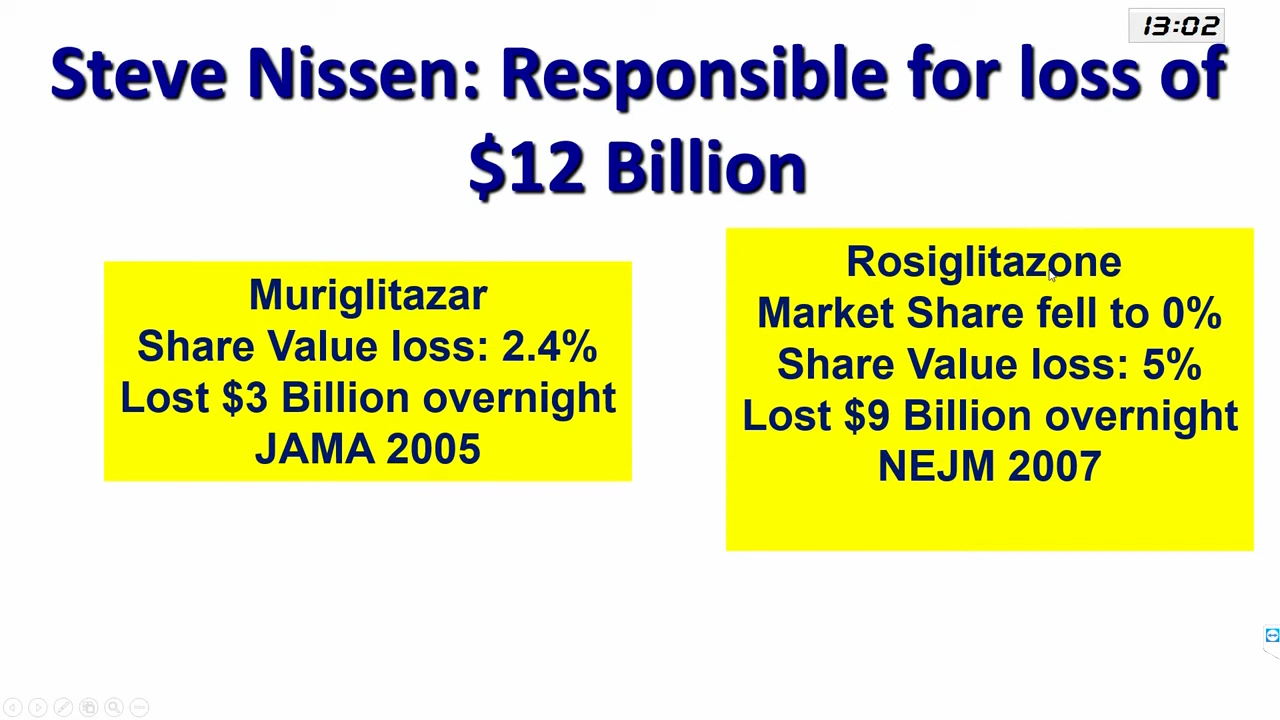 13:02
Steve Nissen: Responsible for loss of
$12 Billion
Muriglitazar
Share Value loss: 2.4%
Lost $3 Billion overnight
JAMA 2005
Rosiglitazone
Market Share fell to 0%
Share Value loss: 5%
Lost $9 Billion overnight
NEJM 2007